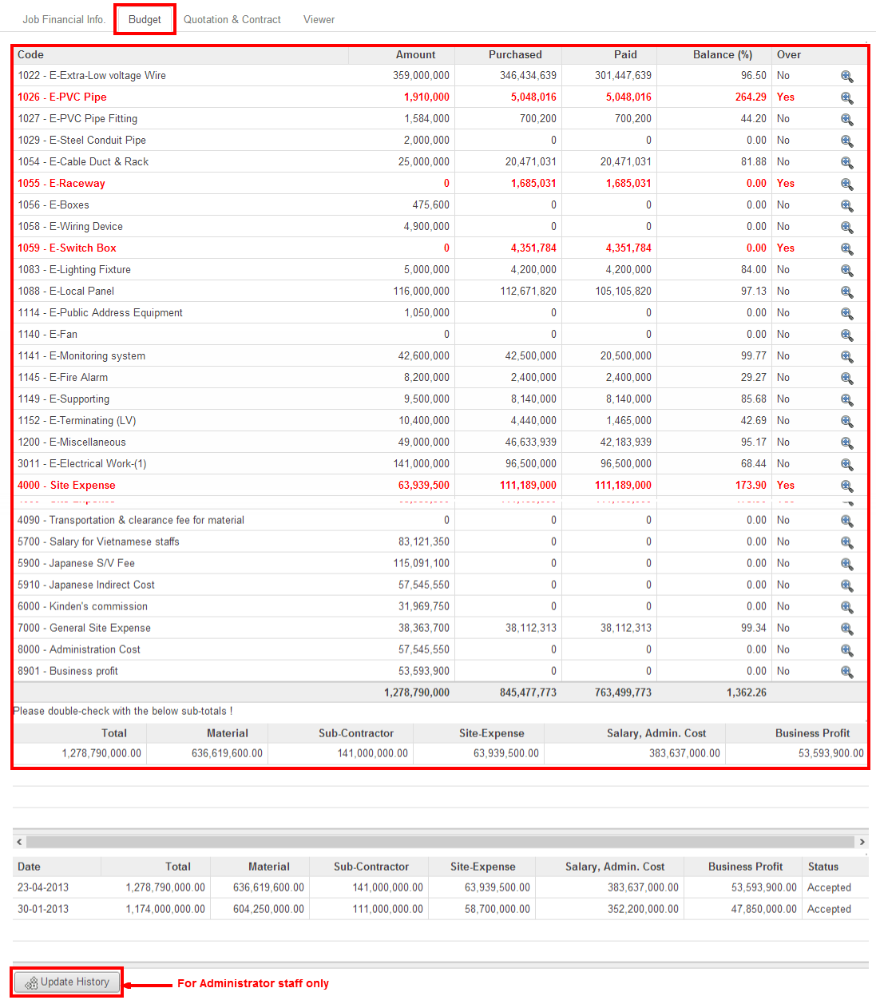 Job Financial Info. Budget Quotation & Contract Viewer
Code Amount Purchased Paid Balance (%) Over
1022 - E-Extra-Low voltage Wire 359,000,000 346,434,639 301,447,639 96.50 No
1026 - E-PVC Pipe 1,910,000 5,048,016 5,048,016 264.29 Yes
1027 - E-PVC Pipe Fitting 1,584,000 700,200 700,200 44.20 No
1029 - E-Steel Conduit Pipe 2,000,000 0 0 0.00 No
1054 - E-Cable Duct & Rack 25,000,000 20,471,031 20,471,031 81.88 No
1055 - E-Raceway 0 1,685,031 1,685,031 0.00 Yes
1056 - E-Boxes 475,600 0 0 0.00 No
1058 - E-Wiring Device 4,900,000 0 0 0.00 No
1059 - E-Switch Box 0 4,351,784 4,351,784 0.00 Yes
1083 - E-Lighting Fixture 5,000,000 4,200,000 4,200,000 84.00 No
1088 - E-Local Panel 116,000,000 112,671,820 105,105,820 97.13 No
1114 - E-Public Address Equipment 1,050,000 0 0 0.00 No
1140 - E-Fan 0 0 0 0.00 No
1141 - E-Monitoring system 42,600,000 42,500,000 20,500,000 99.77 No
1145 - E-Fire Alarm 8,200,000 2,400,000 2,400,000 29.27 No
1149 - E-Supporting 9,500,000 8,140,000 8,140,000 85.68 No
1152 - E-Terminating (LV) 10,400,000 4,440,000 1,465,000 42.69 No
1200 - E-Miscellaneous 49,000,000 46,633,939 42,183,939 95.17 No
3011 - E-Electrical Work-(1) 141,000,000 96,500,000 96,500,000 68.44 No
4000 - Site Expense 63,939,500 111,189,000 111,189,000 173.90 Yes
4090 - Transportation & clearance fee for material 0 0 0 0.00 No
5700 - Salary for Vietnamese staffs 83,121,350 0 0 0.00 No
5900 - Japanese S/V Fee 115,091,100 0 0 0.00 No
5910 - Japanese Indirect Cost 57,545,550 0 0 0.00 No
6000 - Kinden's commission 31,969,750 0 0 0.00 No
7000 - General Site Expense 38,363,700 38,112,313 38,112,313 99.34 No
8000 - Administration Cost 57,545,550 0 0 0.00 No
8901 - Business profit 53,593,900 0 0 0.00 No
1,278,790,000 845,477,773 763,499,773 1,362.26
Please double-check with the below sub-totals !
Total Material Sub-Contractor Site-Expense Salary, Admin. Cost Business Profit
1,278,790,000.00 636,619,600.00 141,000,000.00 63,939,500.00 383,637,000.00 53,593,900.00
Date Total Material Sub-Contractor Site-Expense Salary, Admin. Cost Business Profit Status
23-04-2013 1,278,790,000.00 636,619,600.00 141,000,000.00 63,939,500.00 383,637,000.00 53,593,900.00 Accepted
30-01-2013 1,174,000,000.00 604,250,000.00 111,000,000.00 58,700,000.00 352,200,000.00 47,850,000.00 Accepted
Update History For Administrator staff only